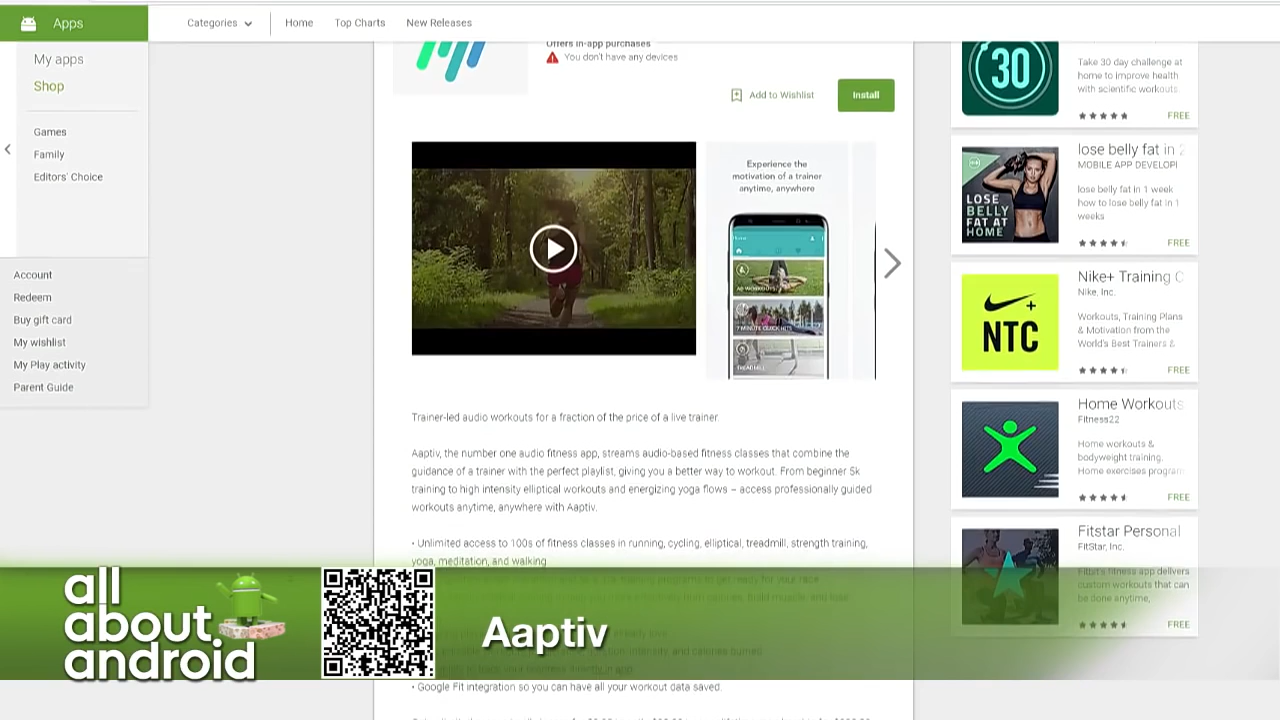 Apps
Categories
Home
Top Charts
New Releases
My apps
Shop
Games
Family
Editors' Choice
Account
Redeem
Buy gift card
My wishlist
My Play activity
Parent Guide
Offers in-app purchases
You don't have any devices
Add to Wishlist
Install
Experience the
motivation of a trainer
anytime, anywhere
7 MINUTE QUICK HITS
TREADMILL
Trainer-led audio workouts for a fraction of the price of a live trainer.
Aaptiv, the number one audio fitness app, streams audio-based fitness classes that combine the
guidance of a trainer with the perfect playlist, giving you a better way to workout. From beginner 5k
training to high intensity elliptical workouts and energizing yoga flows – access professionally guided
workouts anytime, anywhere with Aaptiv.
• Unlimited access to 100s of fitness classes in running, cycling, elliptical, treadmill, strength training,
yoga, meditation, and walking
• Google Fit integration so you can have all your workout data saved.
30
Take 30 day challenge at
home to improve health
with scientific workouts.
FREE
LOSE
BELLY
FAT AT
HOME
lose belly fat in 2
MOBILE APP DEVELOPI
lose belly fat in 1 week
how to lose belly fat in 1
weeks
FREE
NTC
Nike+ Training C
Nike, Inc.
Workouts, Training Plans
& Motivation from the
World's Best Trainers &
FREE
Home Workouts
Fitness22
Home workouts &
bodyweight training.
Home exercises program
FREE
Fitstar Personal
FitStar, Inc.
Fitbit's fitness app delivers
custom workouts that can
be done anytime,
FREE
all
about
android
Aaptiv